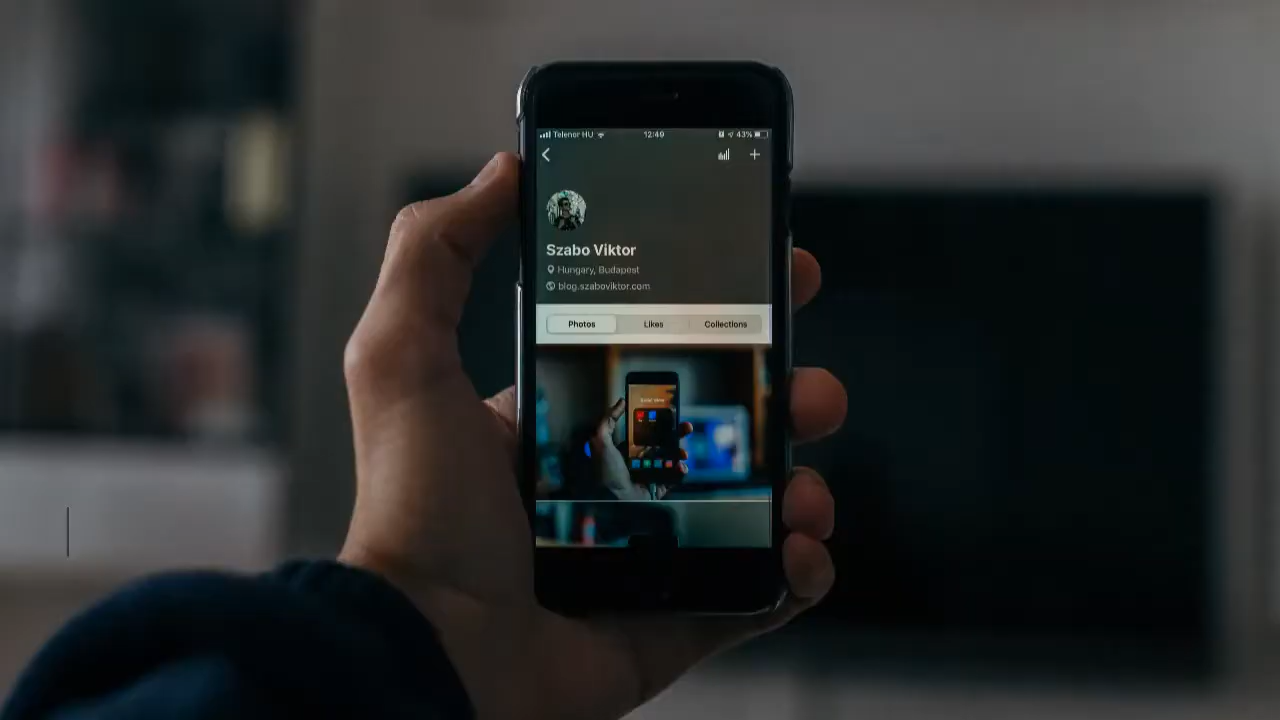 Telenor HU 12:49 43%
Szabo Viktor
Hungary, Budapest
blog.szaboviktor.com
Photos Likes Collections